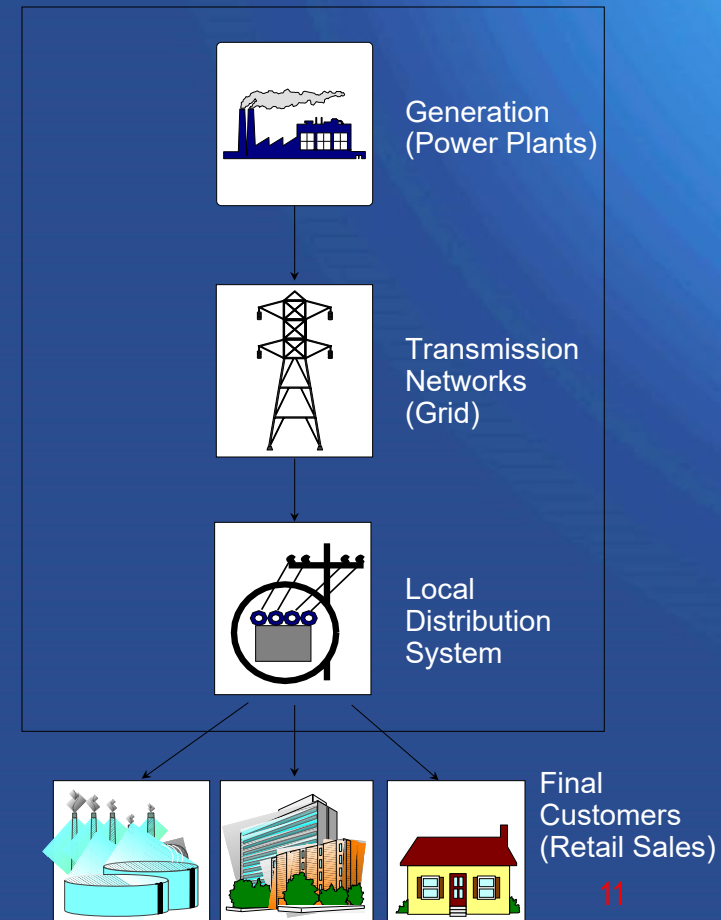 Generation
(Power Plants)
Transmission
Networks
(Grid)
Local
Distribution
System
Final
Customers
(Retail Sales)
11